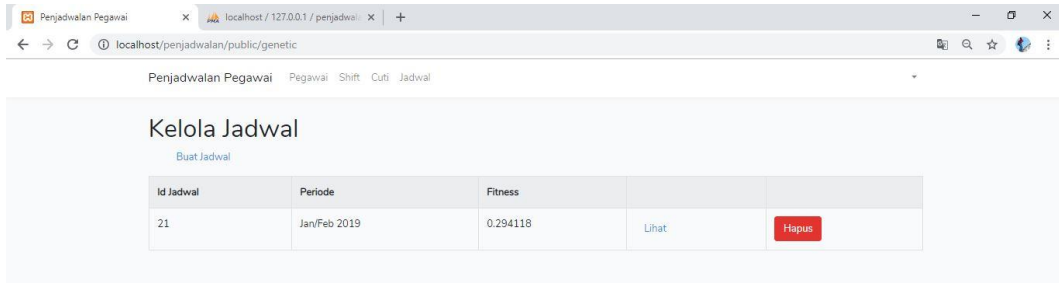 Penjadwalan Pegawai
localhost / 127.0.0.1 / penjadwal
localhost/penjadwalan/public/genetic
Penjadwalan Pegawai Pegawai Shift Cuti Jadwal
Kelola Jadwal
Buat Jadwal
Id Jadwal Periode Fitness
21 Jan/Feb 2019 0.294118 Lihat Hapus